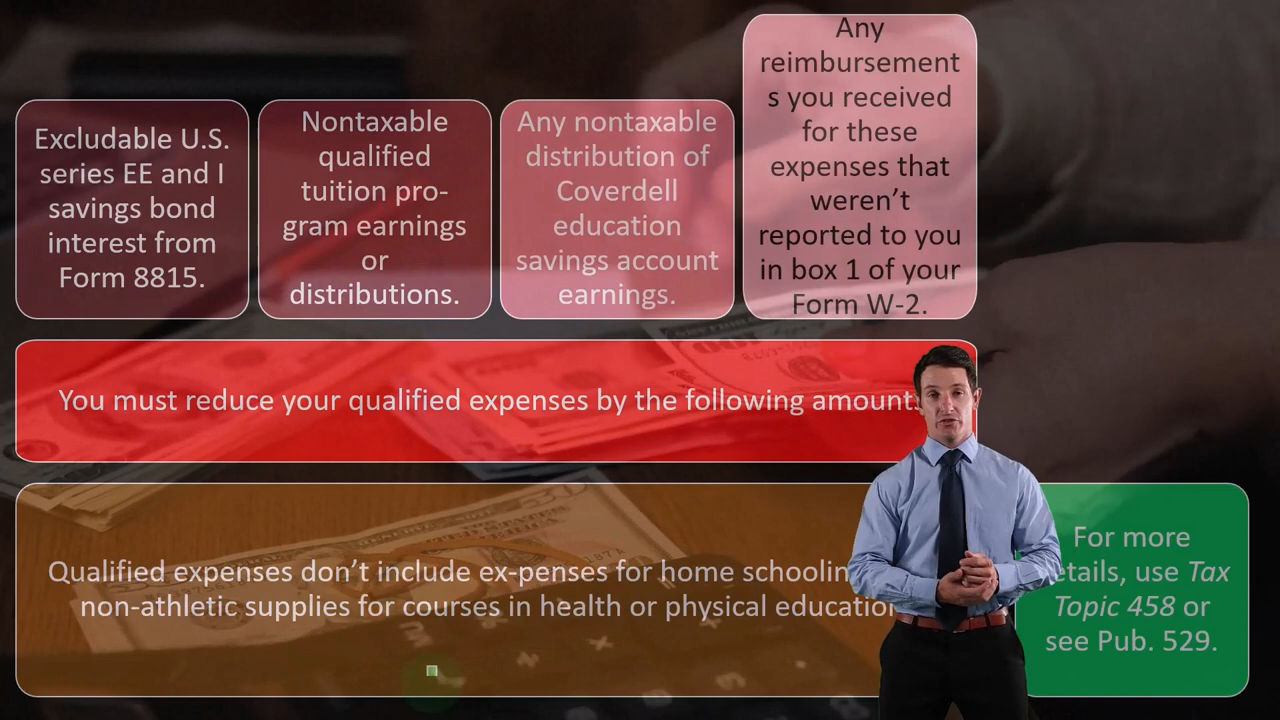 Excludable U.S.
series EE and I
savings bond
interest from
Form 8815.
Nontaxable
qualified
tuition pro-
gram earnings
or
distributions.
Any nontaxable
distribution of
Coverdell
education
savings account
earnings.
Any
reimbursement
s you received
for these
expenses that
weren’t
reported to you
in box 1 of your
Form W-2.
You must reduce your qualified expenses by the following amount
Qualified expenses don’t include ex-penses for home schoolin
non-athletic supplies for courses in health or physical educatio
For more
etails, use Tax
Topic 458 or
see Pub. 529.